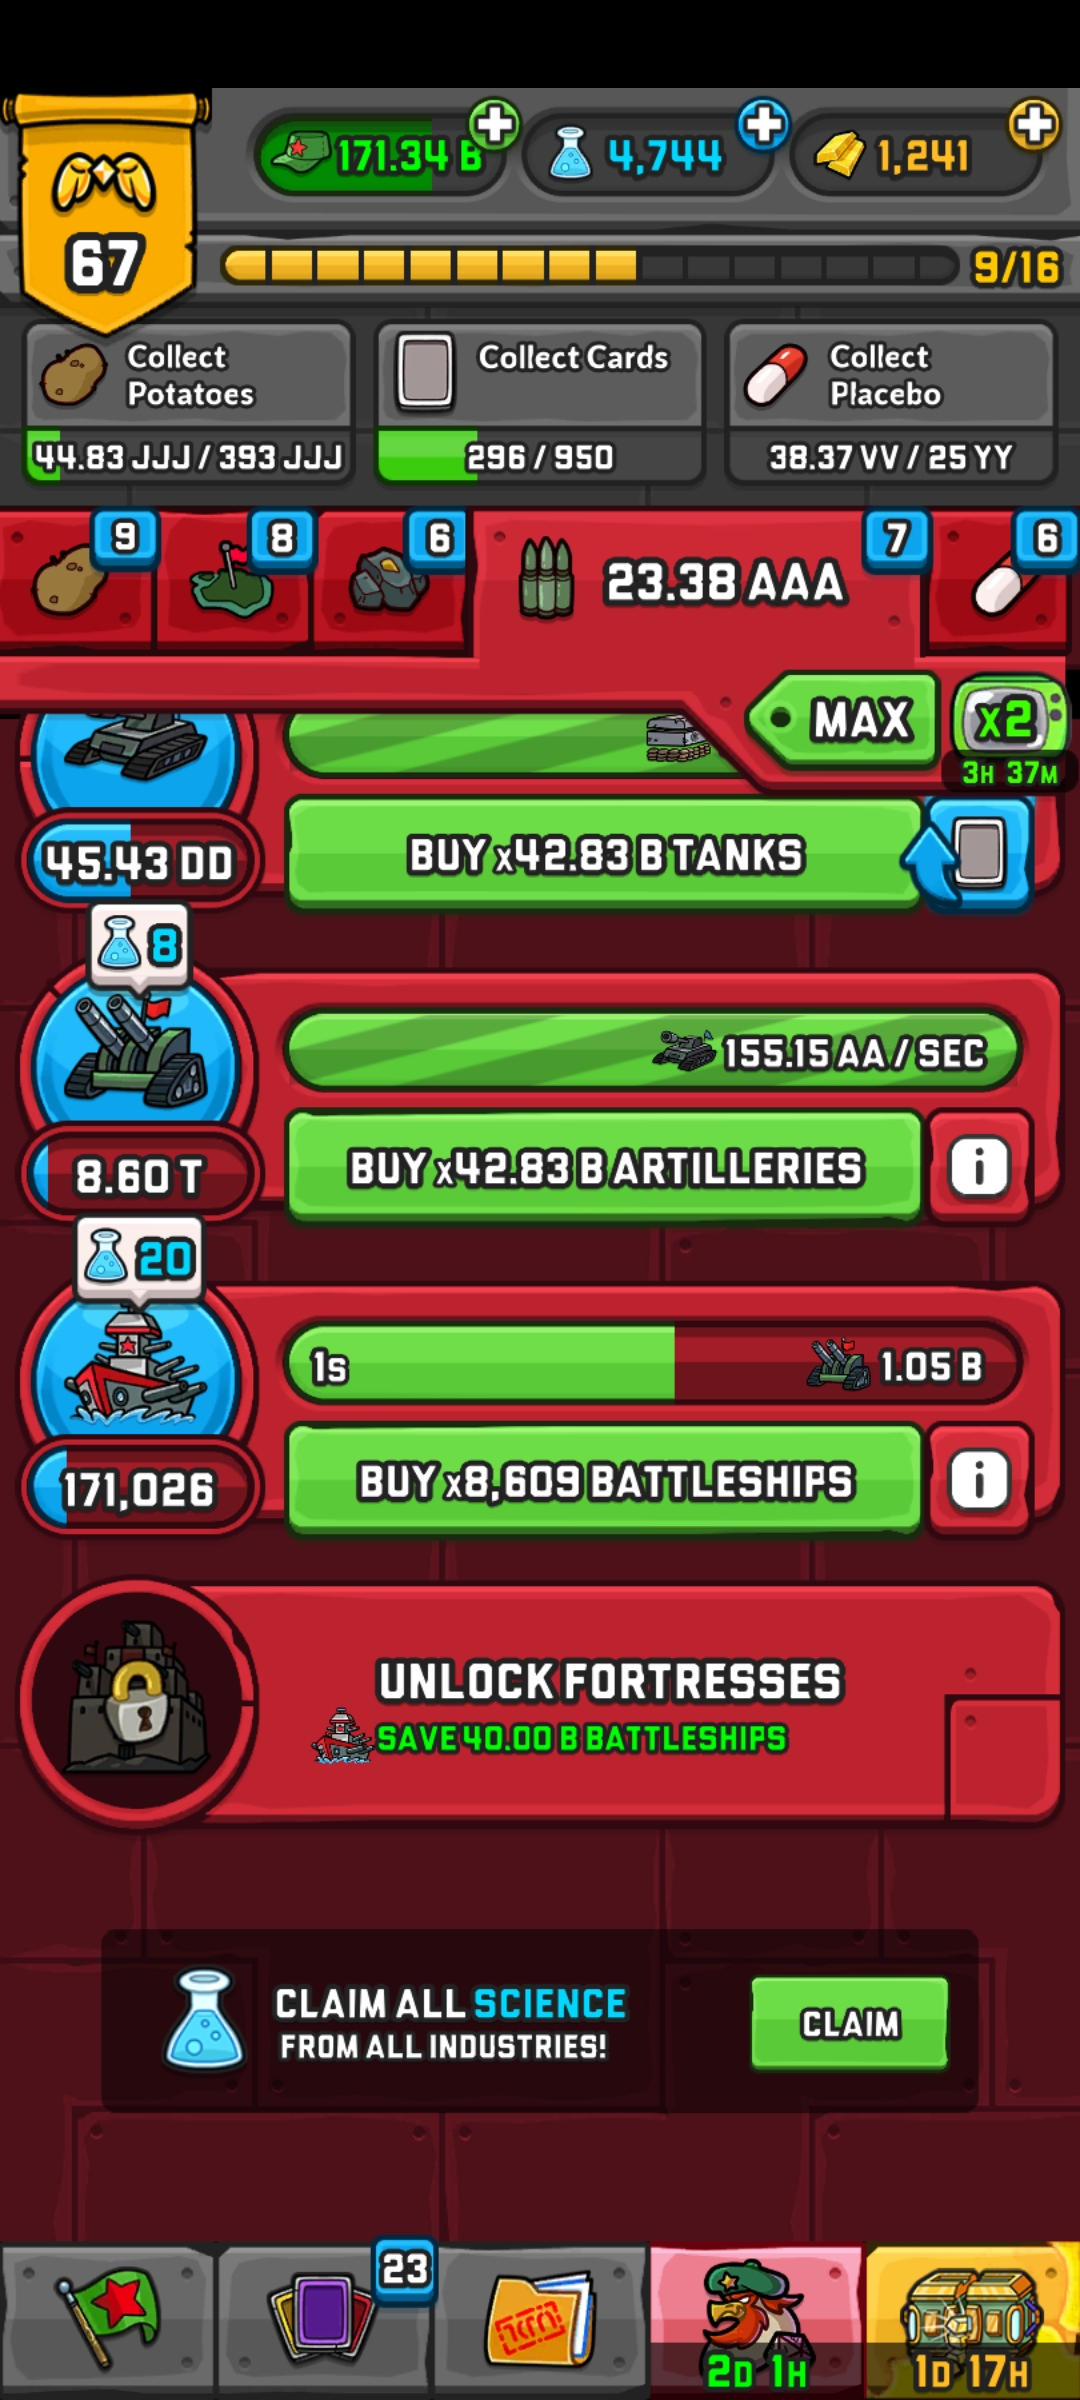 171.34 B
4,744
1,241
67
9/16
Collect
Potatoes
44.83 JJJ / 393 JJJ
Collect Cards
296 / 950
Collect
Placebo
38.37 VV / 25 YY
9
8
6
23.38 AAA
7
6
MAX
x2
3H 37M
45.43 DD
BUY x42.83 B TANKS
8
155.15 AA / SEC
8.60 T
BUY x42.83 B ARTILLERIES
i
20
1s
1.05 B
171,026
BUY x8,609 BATTLESHIPS
i
UNLOCK FORTRESSES
SAVE 40.00 B BATTLESHIPS
CLAIM ALL SCIENCE
FROM ALL INDUSTRIES!
CLAIM
23
2D 1H
1D 17H